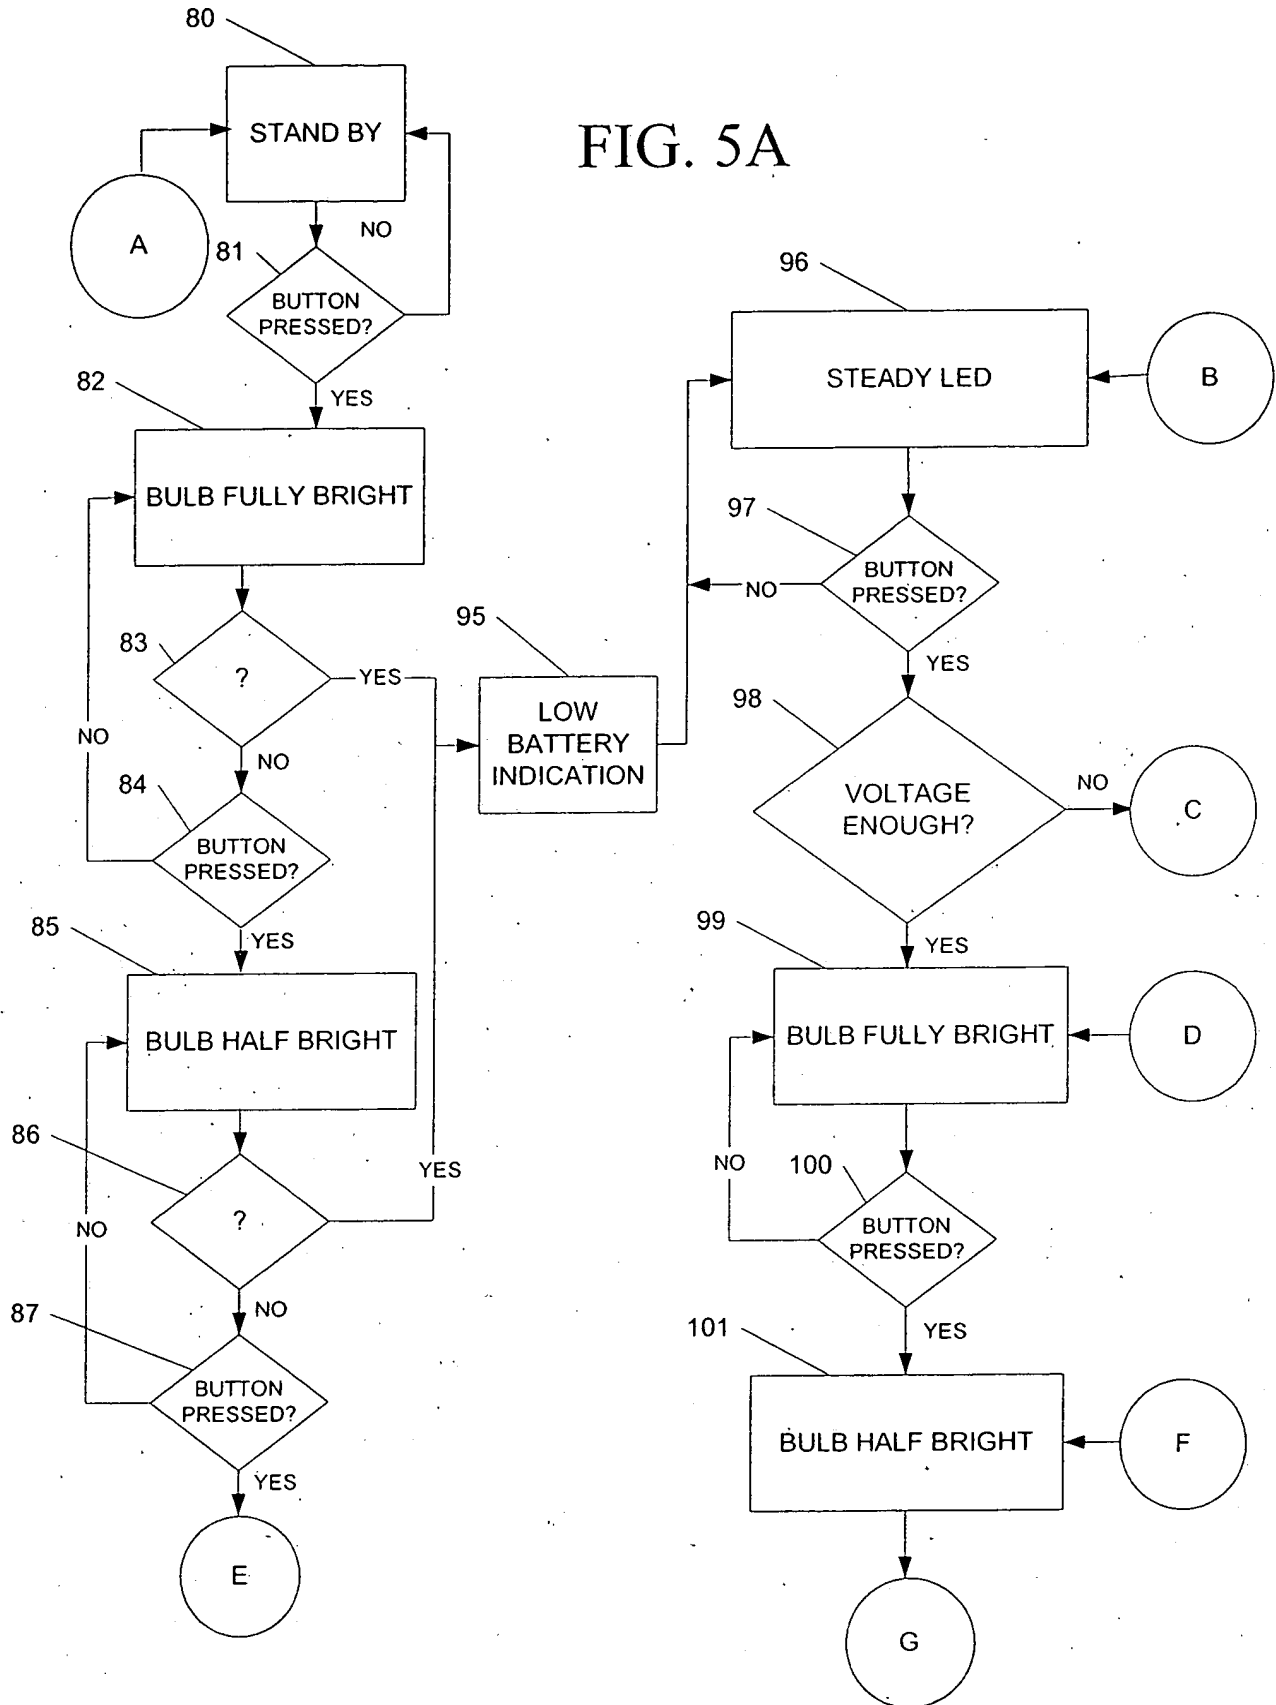 FIG. 5A
80
STAND BY
A
NO
81
BUTTON
PRESSED?
YES
82
BULB FULLY BRIGHT
83
?
YES
NO
NO
84
BUTTON
PRESSED?
YES
85
BULB HALF BRIGHT
86
?
YES
NO
NO
87
BUTTON
PRESSED?
YES
E
95
LOW
BATTERY
INDICATION
96
STEADY LED
B
97
BUTTON
PRESSED?
NO
YES
98
VOLTAGE
ENOUGH?
NO
C
YES
99
BULB FULLY BRIGHT
D
NO
100
BUTTON
PRESSED?
YES
101
BULB HALF BRIGHT
F
G